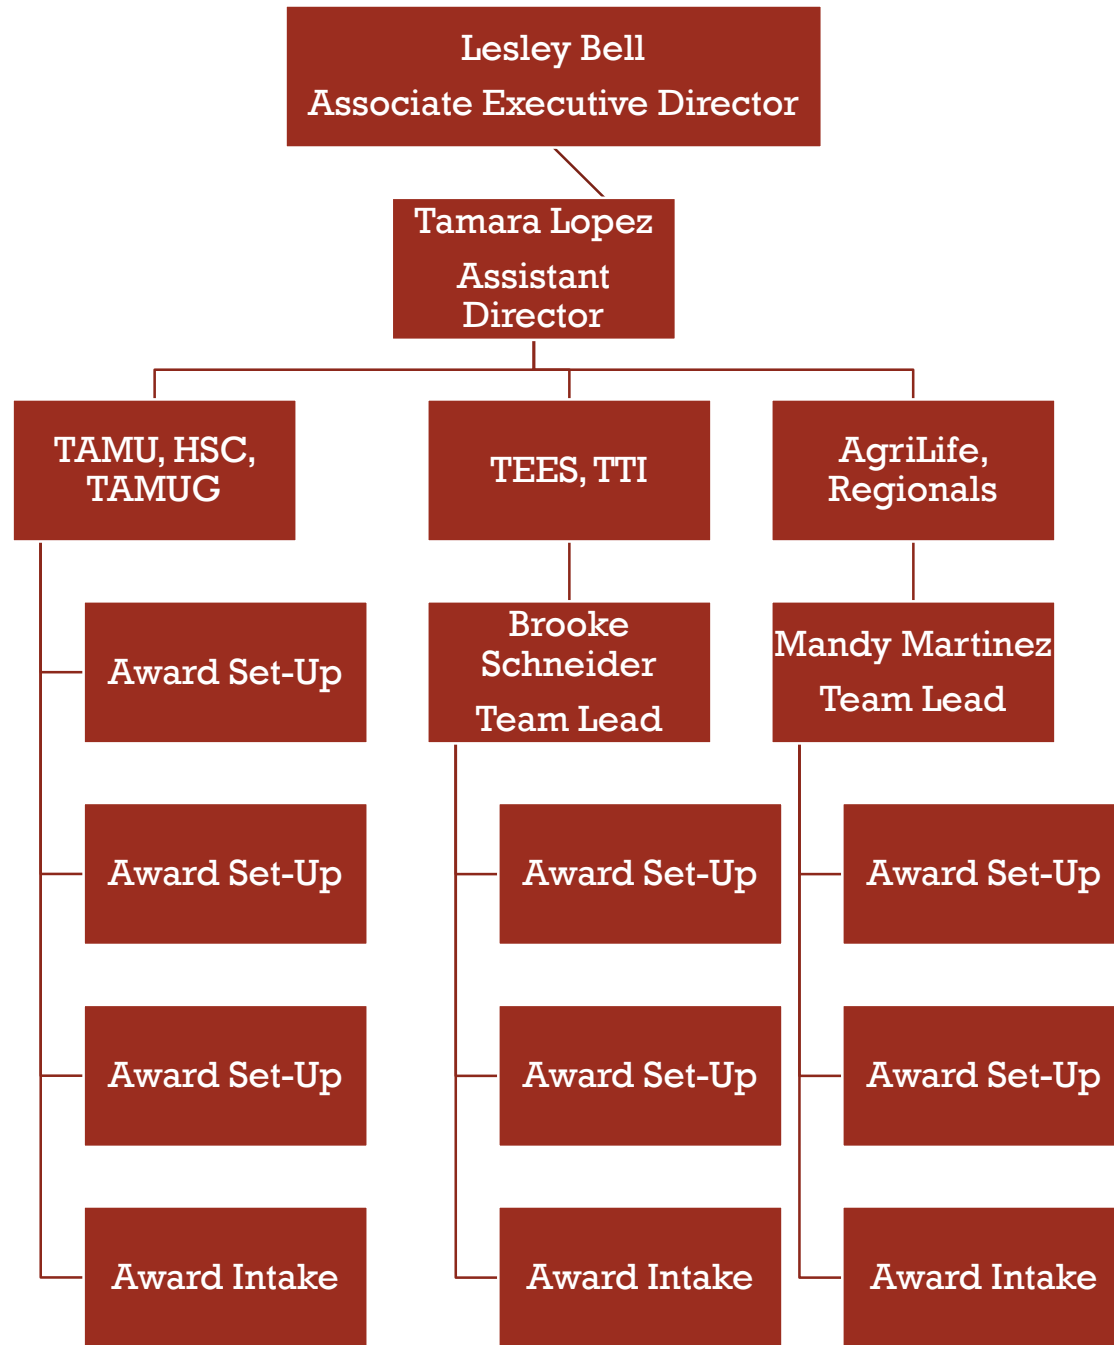 Lesley Bell
Associate Executive Director
Tamara Lopez
Assistant
Director
TAMU, HSC,
TAMUG
TEES, TTI
AgriLife,
Regionals
Award Set-Up
Brooke
Schneider
Team Lead
Mandy Martinez
Team Lead
Award Set-Up
Award Set-Up
Award Set-Up
Award Set-Up
Award Set-Up
Award Set-Up
Award Intake
Award Intake
Award Intake